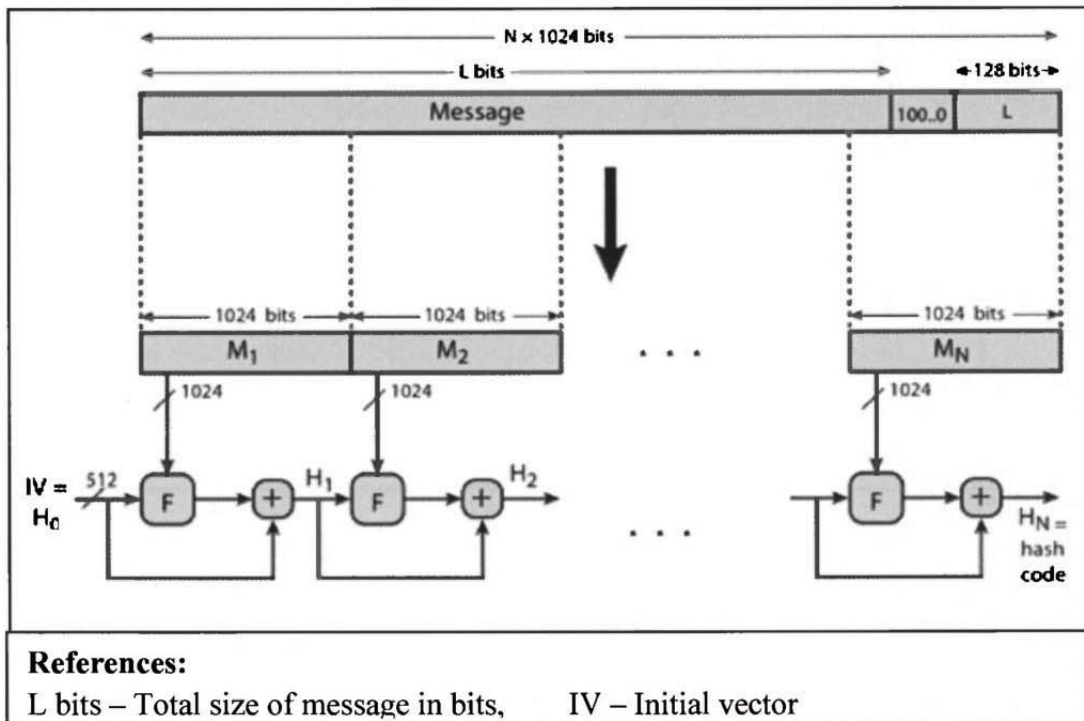 N × 1024 bits
L bits
128 bits
Message
100..0
L
1024 bits
1024 bits
1024 bits
M1
M2
. . .
MN
1024
1024
1024
IV =
H0
512
F
+
H1
F
+
H2
. . .
F
+
HN =
hash
code
References:
L bits – Total size of message in bits, IV – Initial vector